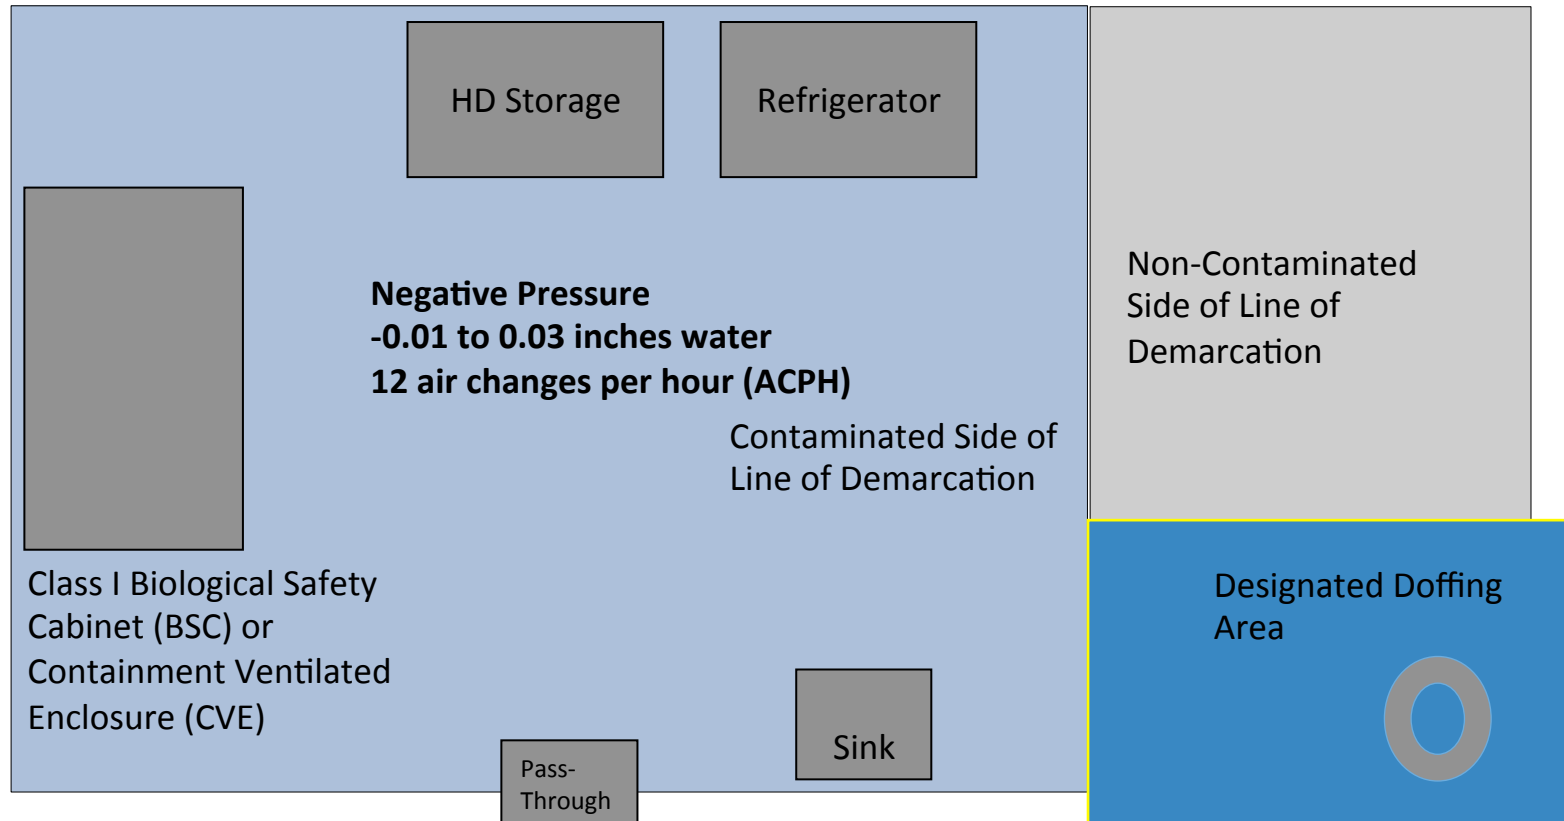 HD Storage
Refrigerator
Negative Pressure
-0.01 to 0.03 inches water
12 air changes per hour (ACPH)
Non-Contaminated
Side of Line of
Demarcation
Contaminated Side of
Line of Demarcation
Class I Biological Safety
Cabinet (BSC) or
Containment Ventilated
Enclosure (CVE)
Designated Doffing
Area
Sink
Pass-
Through